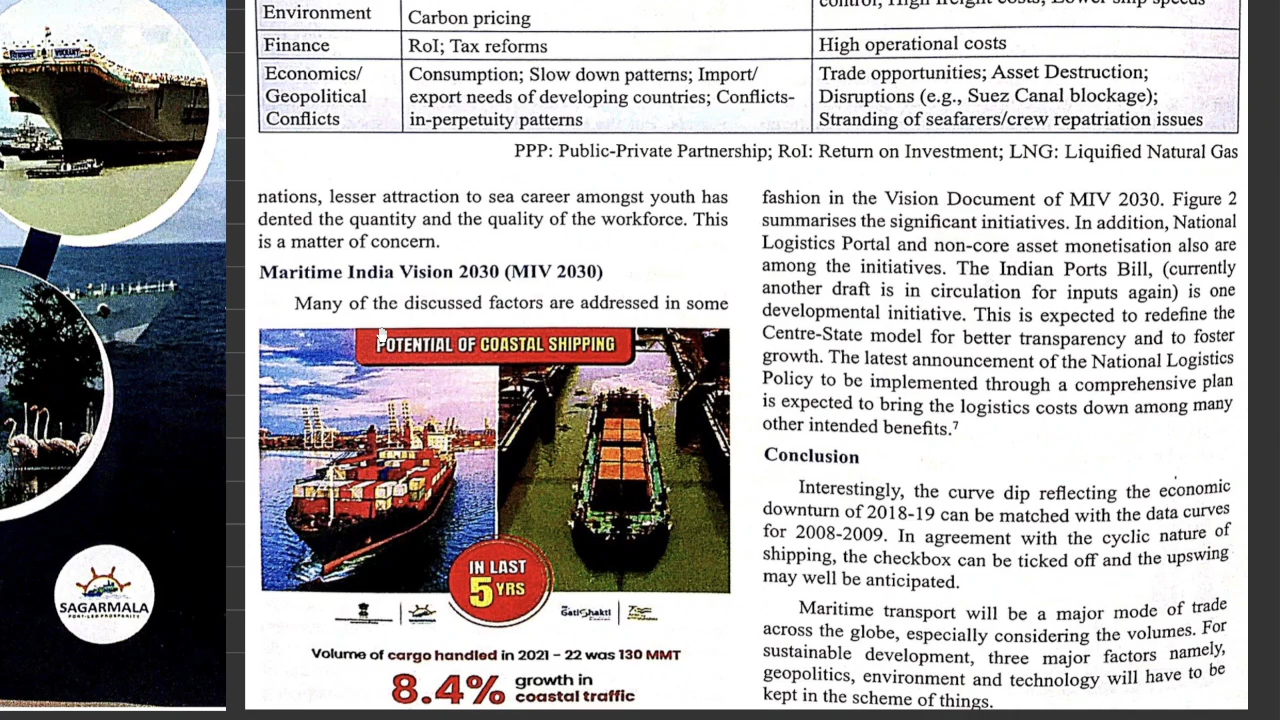 Environment
Carbon pricing
control; High freight costs; Lower ship speeds
Finance
RoI; Tax reforms
High operational costs
Economics/
Geopolitical
Conflicts
Consumption; Slow down patterns; Import/
export needs of developing countries; Conflicts-
in-perpetuity patterns
Trade opportunities; Asset Destruction;
Disruptions (e.g., Suez Canal blockage);
Stranding of seafarers/crew repatriation issues
PPP: Public-Private Partnership; RoI: Return on Investment; LNG: Liquified Natural Gas
nations, lesser attraction to sea career amongst youth has
dented the quantity and the quality of the workforce. This
is a matter of concern.
Maritime India Vision 2030 (MIV 2030)
Many of the discussed factors are addressed in some
POTENTIAL OF COASTAL SHIPPING
IN LAST
5 YRS
GatiShakti
Volume of cargo handled in 2021 – 22 was 130 MMT
8.4% growth in
coastal traffic
fashion in the Vision Document of MIV 2030. Figure 2
summarises the significant initiatives. In addition, National
Logistics Portal and non-core asset monetisation also are
among the initiatives. The Indian Ports Bill, (currently
another draft is in circulation for inputs again) is one
developmental initiative. This is expected to redefine the
Centre-State model for better transparency and to foster
growth. The latest announcement of the National Logistics
Policy to be implemented through a comprehensive plan
is expected to bring the logistics costs down among many
other intended benefits.⁷
Conclusion
Interestingly, the curve dip reflecting the economic
downturn of 2018-19 can be matched with the data curves
for 2008-2009. In agreement with the cyclic nature of
shipping, the checkbox can be ticked off and the upswing
may well be anticipated.
Maritime transport will be a major mode of trade
across the globe, especially considering the volumes. For
sustainable development, three major factors namely,
geopolitics, environment and technology will have to be
kept in the scheme of things.
SAGARMALA
PORT-LED PROSPERITY